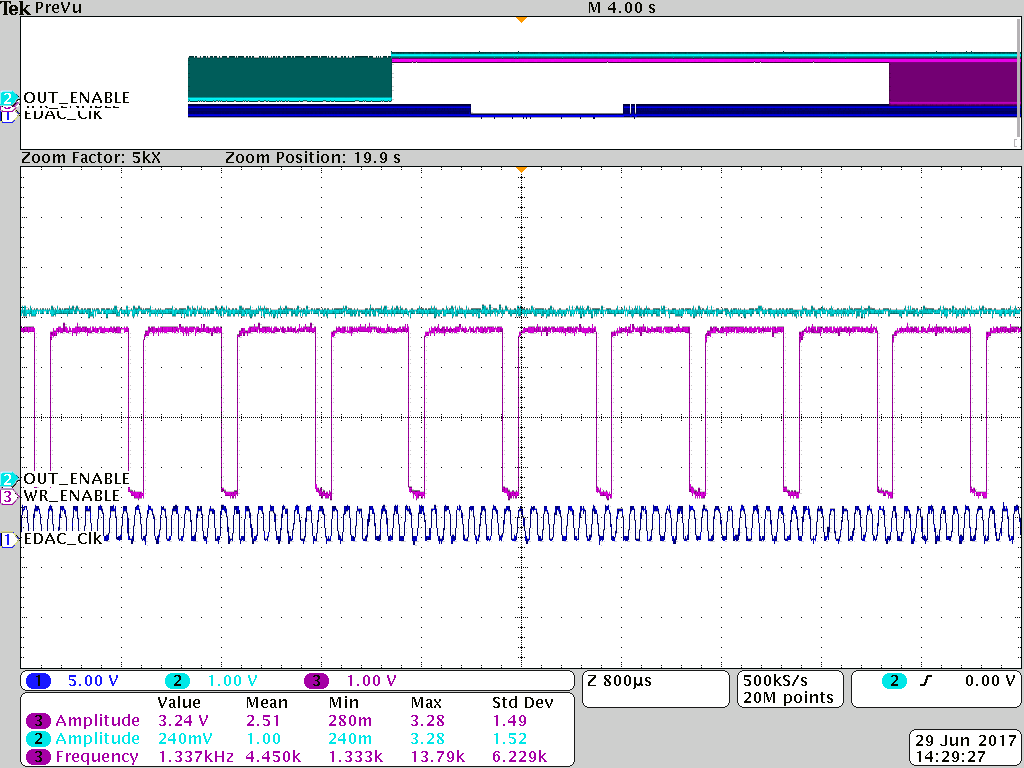 Tek PreVu M 4.00 s
2 OUT_ENABLE
EDAC_Clk
Zoom Factor: 5kX Zoom Position: 19.9 s
2 OUT_ENABLE
3 WR_ENABLE
1 EDAC_Clk
1 5.00 V 2 1.00 V 3 1.00 V
Z 800µs
500kS/s
20M points
2 0.00 V
Value Mean Min Max Std Dev
3 Amplitude 3.24 V 2.51 280m 3.28 1.49
2 Amplitude 240mV 1.00 240m 3.28 1.52
3 Frequency 1.337kHz 4.450k 1.333k 13.79k 6.229k
29 Jun 2017
14:29:27